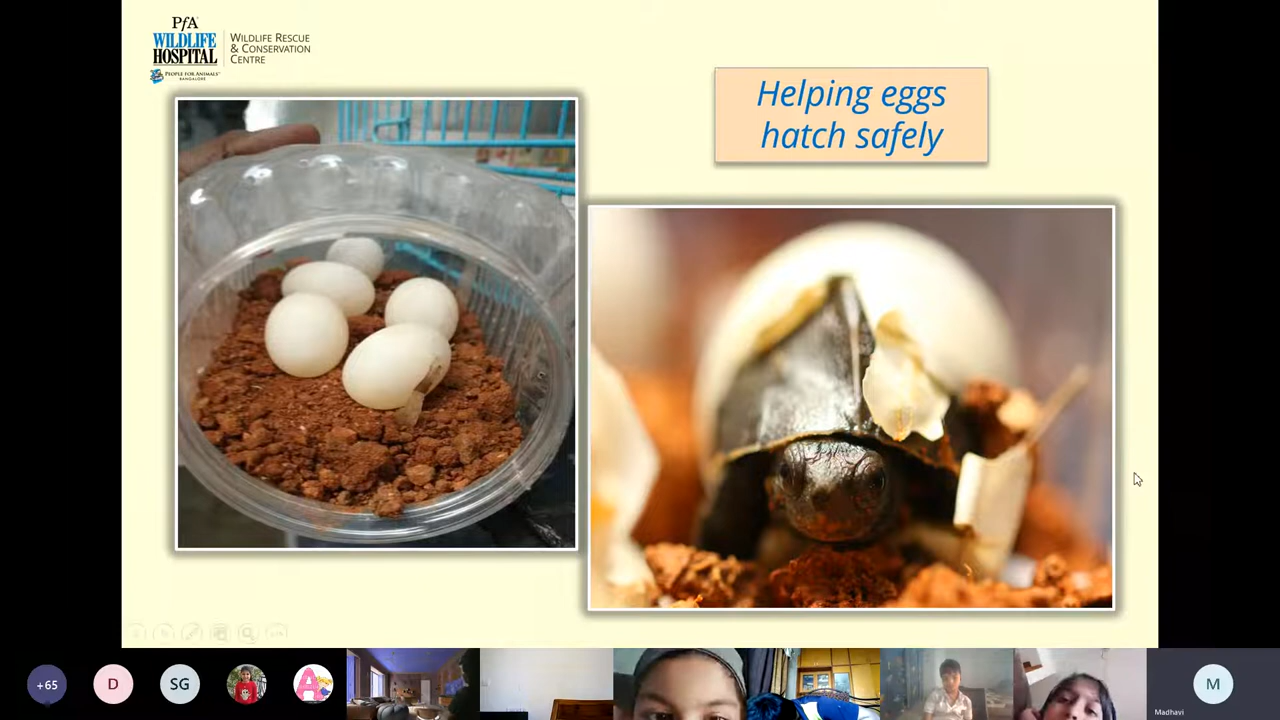 PfA
WILDLIFE
HOSPITAL
PEOPLE FOR ANIMALS
BANGALORE
WILDLIFE RESCUE
& CONSERVATION
CENTRE
Helping eggs
hatch safely
+65
D
SG
A
M
Madhavi